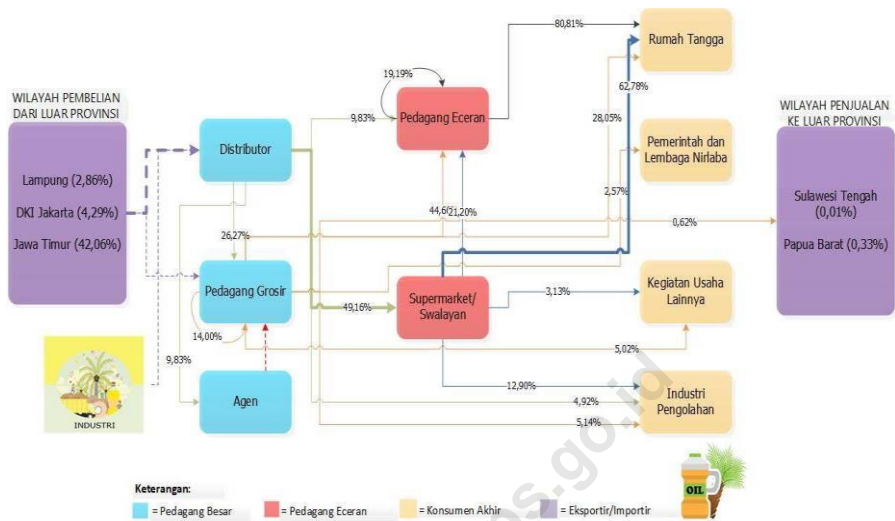 80,81%
Rumah Tangga
19,19%
62,78%
WILAYAH PEMBELIAN
DARI LUAR PROVINSI
9,83%
Pedagang Eceran
28,05%
WILAYAH PENJUALAN
KE LUAR PROVINSI
Distributor
Pemerintah dan
Lembaga Nirlaba
Lampung (2,86%)
DKI Jakarta (4,29%)
Jawa Timur (42,06%)
2,57%
44,6
21,20%
0,62%
Sulawesi Tengah
(0,01%)
Papua Barat (0,33%)
26,27%
Pedagang Grosir
49,16%
Supermarket/
Swalayan
3,13%
Kegiatan Usaha
Lainnya
14,00%
5,02%
9,83%
Agen
12,90%
4,92%
5,14%
Industri
Pengolahan
INDUSTRI
OIL
Keterangan:
= Pedagang Besar
= Pedagang Eceran
= Konsumen Akhir
= Eksportir/Importir